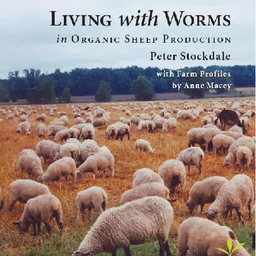 LIVING with WORMS
in ORGANIC SHEEP PRODUCTION
Peter Stockdale
with Farm Profiles
by Anne Macey